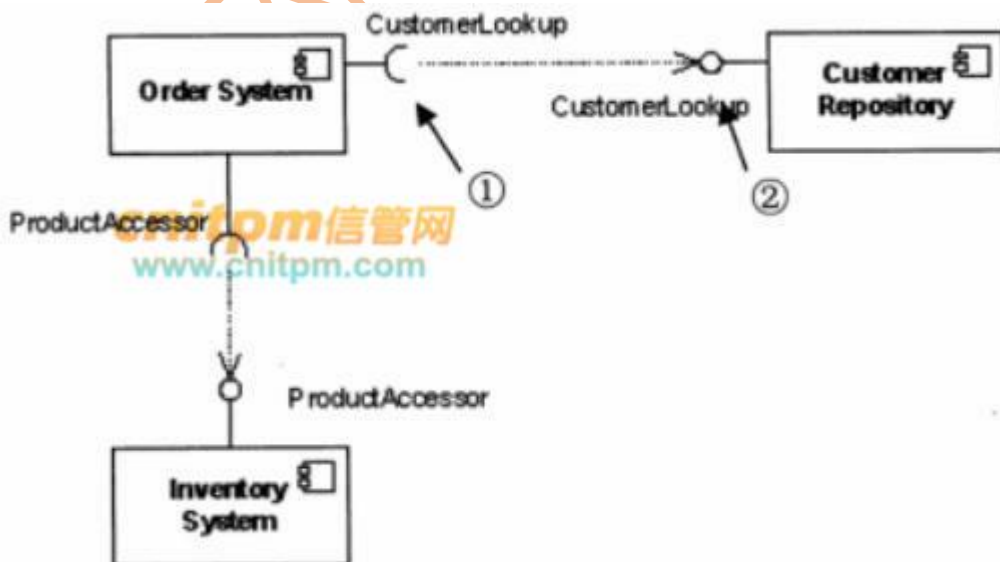 CustomerLookup
Order System
Customer
Repository
CustomerLookup
①
②
ProductAccessor
cnitpm信管网
www.cnitpm.com
ProductAccessor
Inventory
System